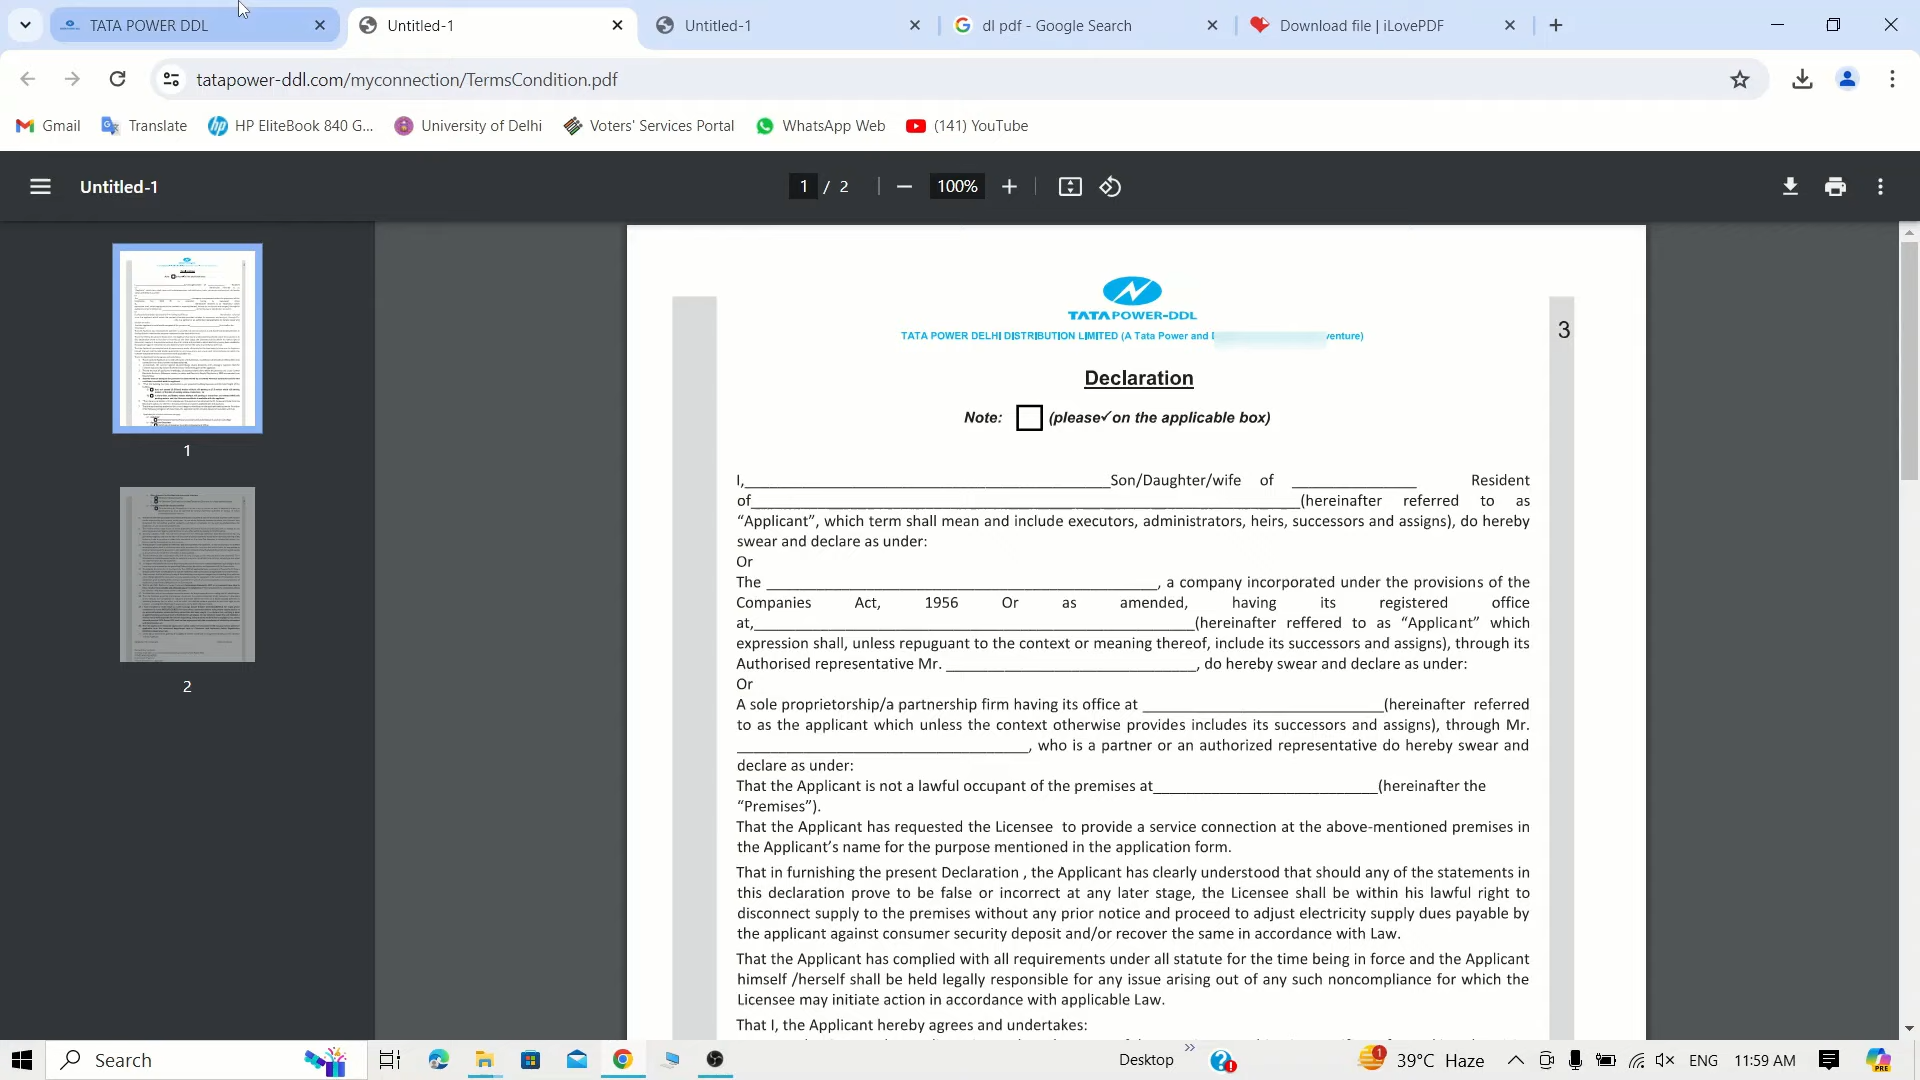 TATA POWER DDL
Untitled-1
Untitled-1
dl pdf - Google Search
Download file | iLovePDF
tatapower-ddl.com/myconnection/TermsCondition.pdf
Gmail
Translate
HP EliteBook 840 G...
University of Delhi
Voters' Services Portal
WhatsApp Web
(141) YouTube
Untitled-1
1 / 2
100%
1
2
TATA POWER-DDL
TATA POWER DELHI DISTRIBUTION LIMITED (A Tata Power and venture)
3
Declaration
Note: (please✓on the applicable box)
I,__________________________________________Son/Daughter/wife of ______________ Resident
of_______________________________________________________________(hereinafter referred to as
“Applicant”, which term shall mean and include executors, administrators, heirs, successors and assigns), do hereby
swear and declare as under:
Or
The _____________________________________________, a company incorporated under the provisions of the
Companies Act, 1956 Or as amended, having its registered office
at,__________________________________________________(hereinafter reffered to as “Applicant” which
expression shall, unless repuguant to the context or meaning thereof, include its successors and assigns), through its
Authorised representative Mr. ____________________________, do hereby swear and declare as under:
Or
A sole proprietorship/a partnership firm having its office at ___________________________(hereinafter referred
to as the applicant which unless the context otherwise provides includes its successors and assigns), through Mr.
_________________________________, who is a partner or an authorized representative do hereby swear and
declare as under:
That the Applicant is not a lawful occupant of the premises at__________________________(hereinafter the
“Premises”).
That the Applicant has requested the Licensee to provide a service connection at the above-mentioned premises in
the Applicant’s name for the purpose mentioned in the application form.
That in furnishing the present Declaration , the Applicant has clearly understood that should any of the statements in
this declaration prove to be false or incorrect at any later stage, the Licensee shall be within his lawful right to
disconnect supply to the premises without any prior notice and proceed to adjust electricity supply dues payable by
the applicant against consumer security deposit and/or recover the same in accordance with Law.
That the Applicant has complied with all requirements under all statute for the time being in force and the Applicant
himself /herself shall be held legally responsible for any issue arising out of any such noncompliance for which the
Licensee may initiate action in accordance with applicable Law.
That I, the Applicant hereby agrees and undertakes:
Search
Desktop
1
39°C Haze
ENG
11:59 AM
PRE